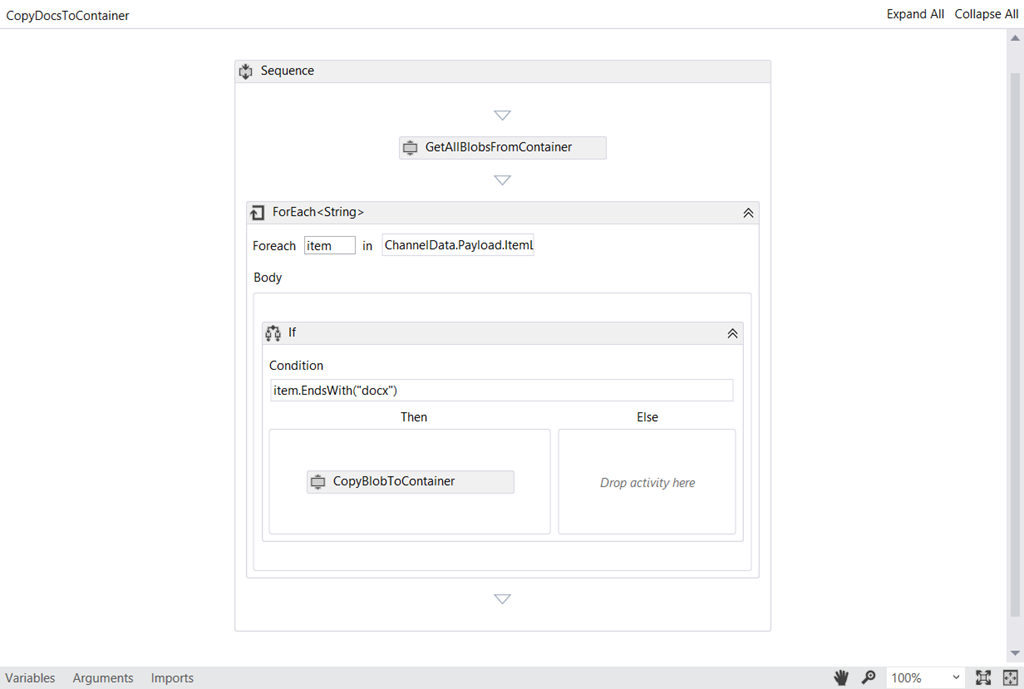 CopyDocsToContainer
Expand All Collapse All
Sequence
GetAllBlobsFromContainer
ForEach<String>
Foreach item in ChannelData.Payload.ItemL
Body
If
Condition
item.EndsWith("docx")
Then Else
CopyBlobToContainer
Drop activity here
Variables Arguments Imports 100%